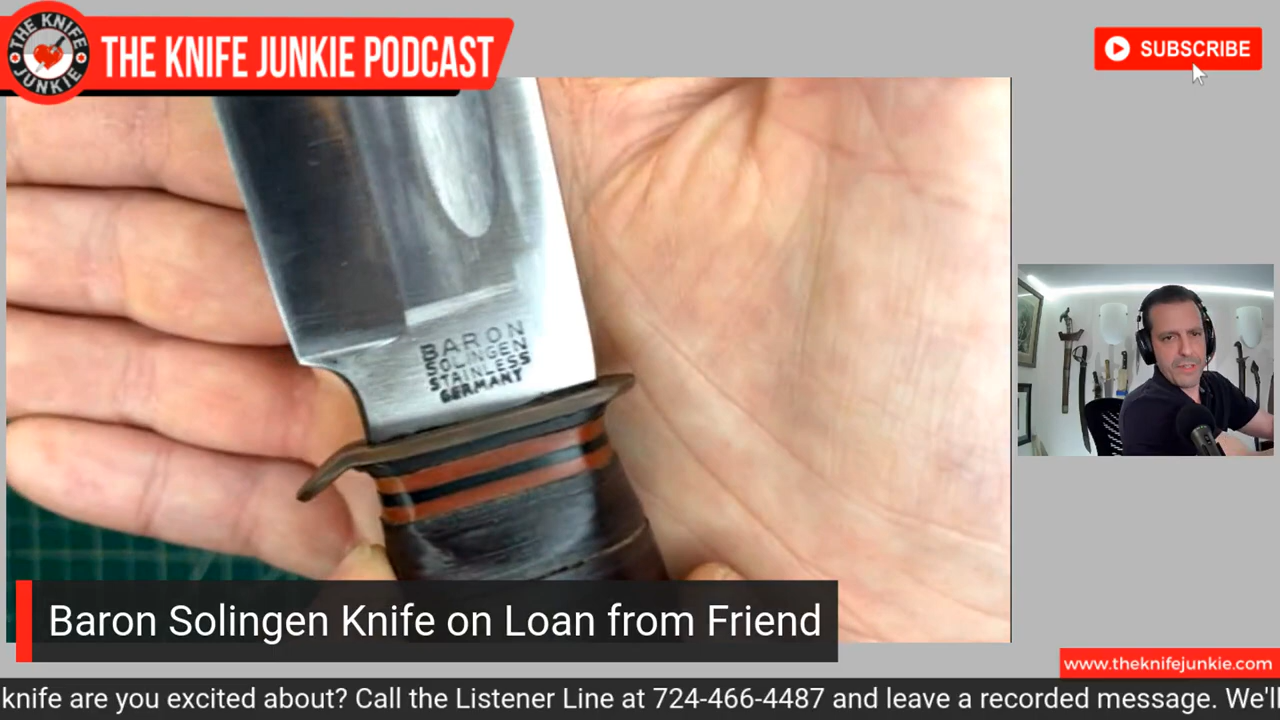 THE KNIFE JUNKIE
THE KNIFE JUNKIE PODCAST
SUBSCRIBE
BARON
SOLINGEN
STAINLESS
GERMANY
Baron Solingen Knife on Loan from Friend
www.theknifejunkie.com
knife are you excited about? Call the Listener Line at 724-466-4487 and leave a recorded message. We'll